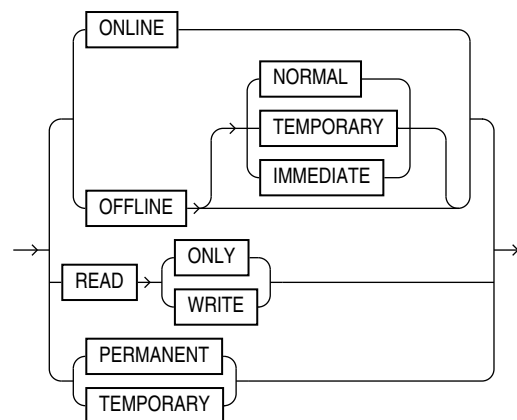 ONLINE
NORMAL
TEMPORARY
IMMEDIATE
OFFLINE
READ
ONLY
WRITE
PERMANENT
TEMPORARY